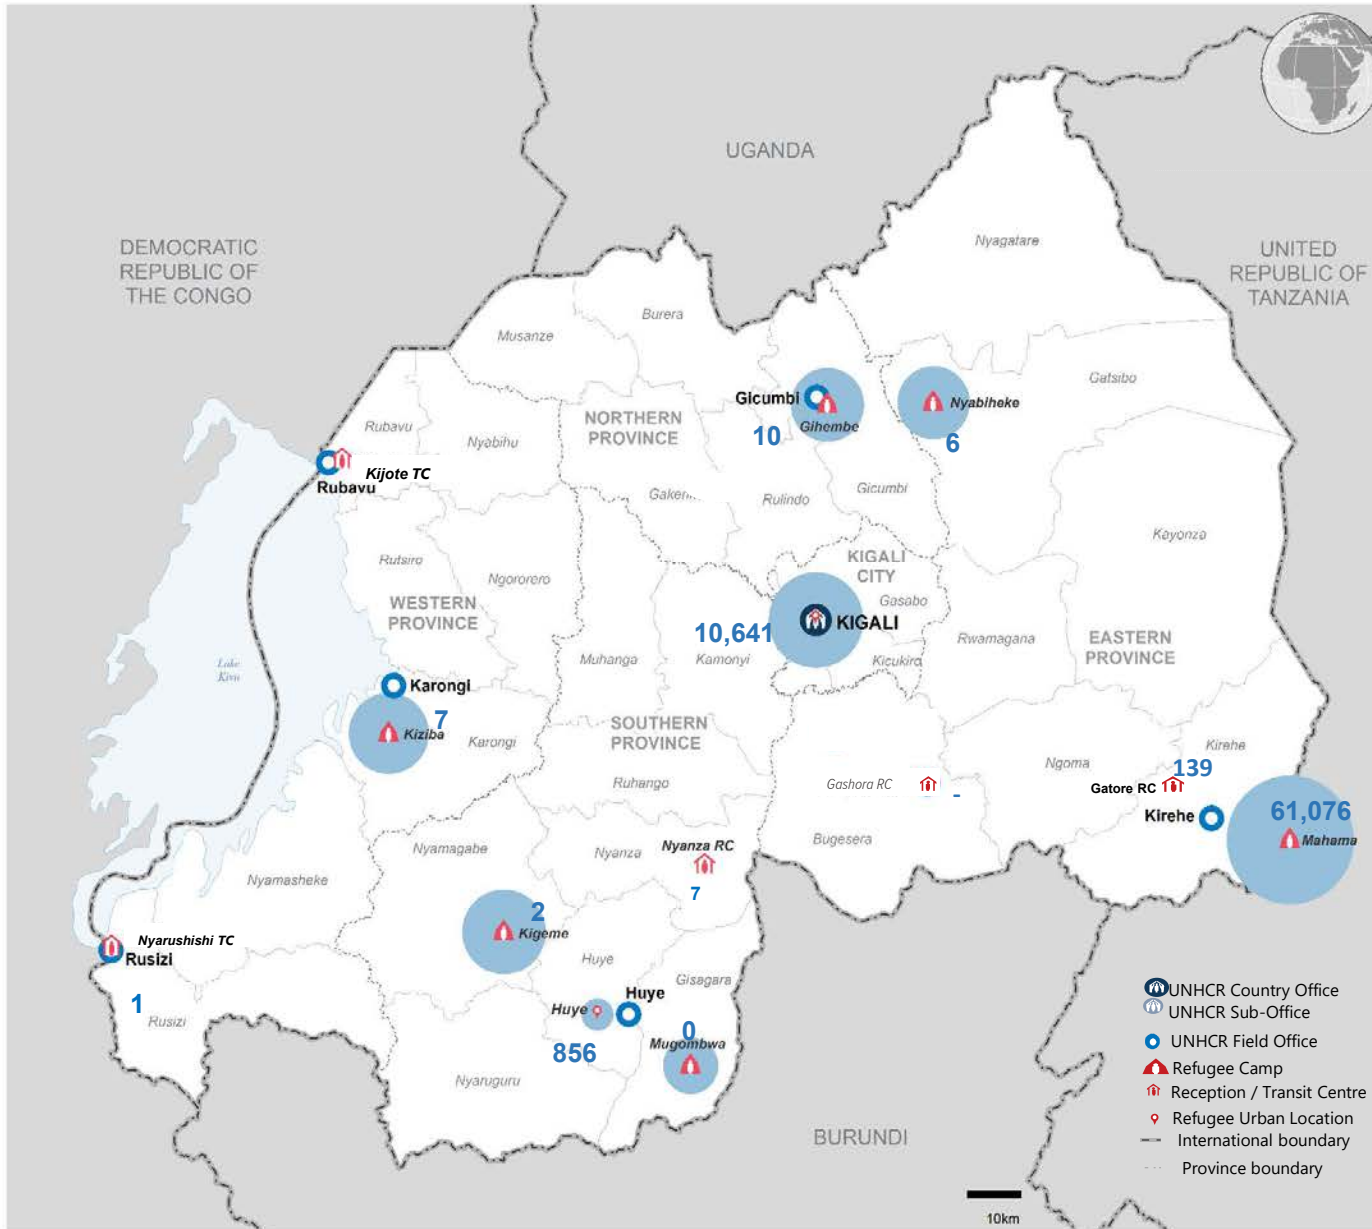 UGANDA
DEMOCRATIC
REPUBLIC OF
THE CONGO
UNITED
REPUBLIC OF
TANZANIA
Nyagatare
Burera
Musanze
Gatsibo
Gicumbi
Gihembe
10
Nyabiheke
6
NORTHERN
PROVINCE
Rubavu
Nyabihu
Kijote TC
Rubavu
Rulindo
Gicumbi
Kayonza
Rutsiro
Ngororero
KIGALI
CITY
Gasabo
WESTERN
PROVINCE
10,641
KIGALI
Rwamagana
EASTERN
PROVINCE
Muhanga
Kamonyi
Kicukiro
Lake
Kivu
Karongi
7
Kiziba
Karongi
SOUTHERN
PROVINCE
Ruhango
Gashora RC
-
Ngoma
Kirehe
139
Gatore RC
Kirehe
61,076
Mahama
Bugesera
Nyamagabe
Nyanza
Nyanza RC
7
Nyamasheke
2
Kigeme
Nyarushishi TC
Rusizi
1
Rusizi
Huye
Gisagara
Huye
Huye
856
0
Mugombwa
Nyaruguru
BURUNDI
UNHCR Country Office
UNHCR Sub-Office
UNHCR Field Office
Refugee Camp
Reception / Transit Centre
Refugee Urban Location
International boundary
Province boundary
10km